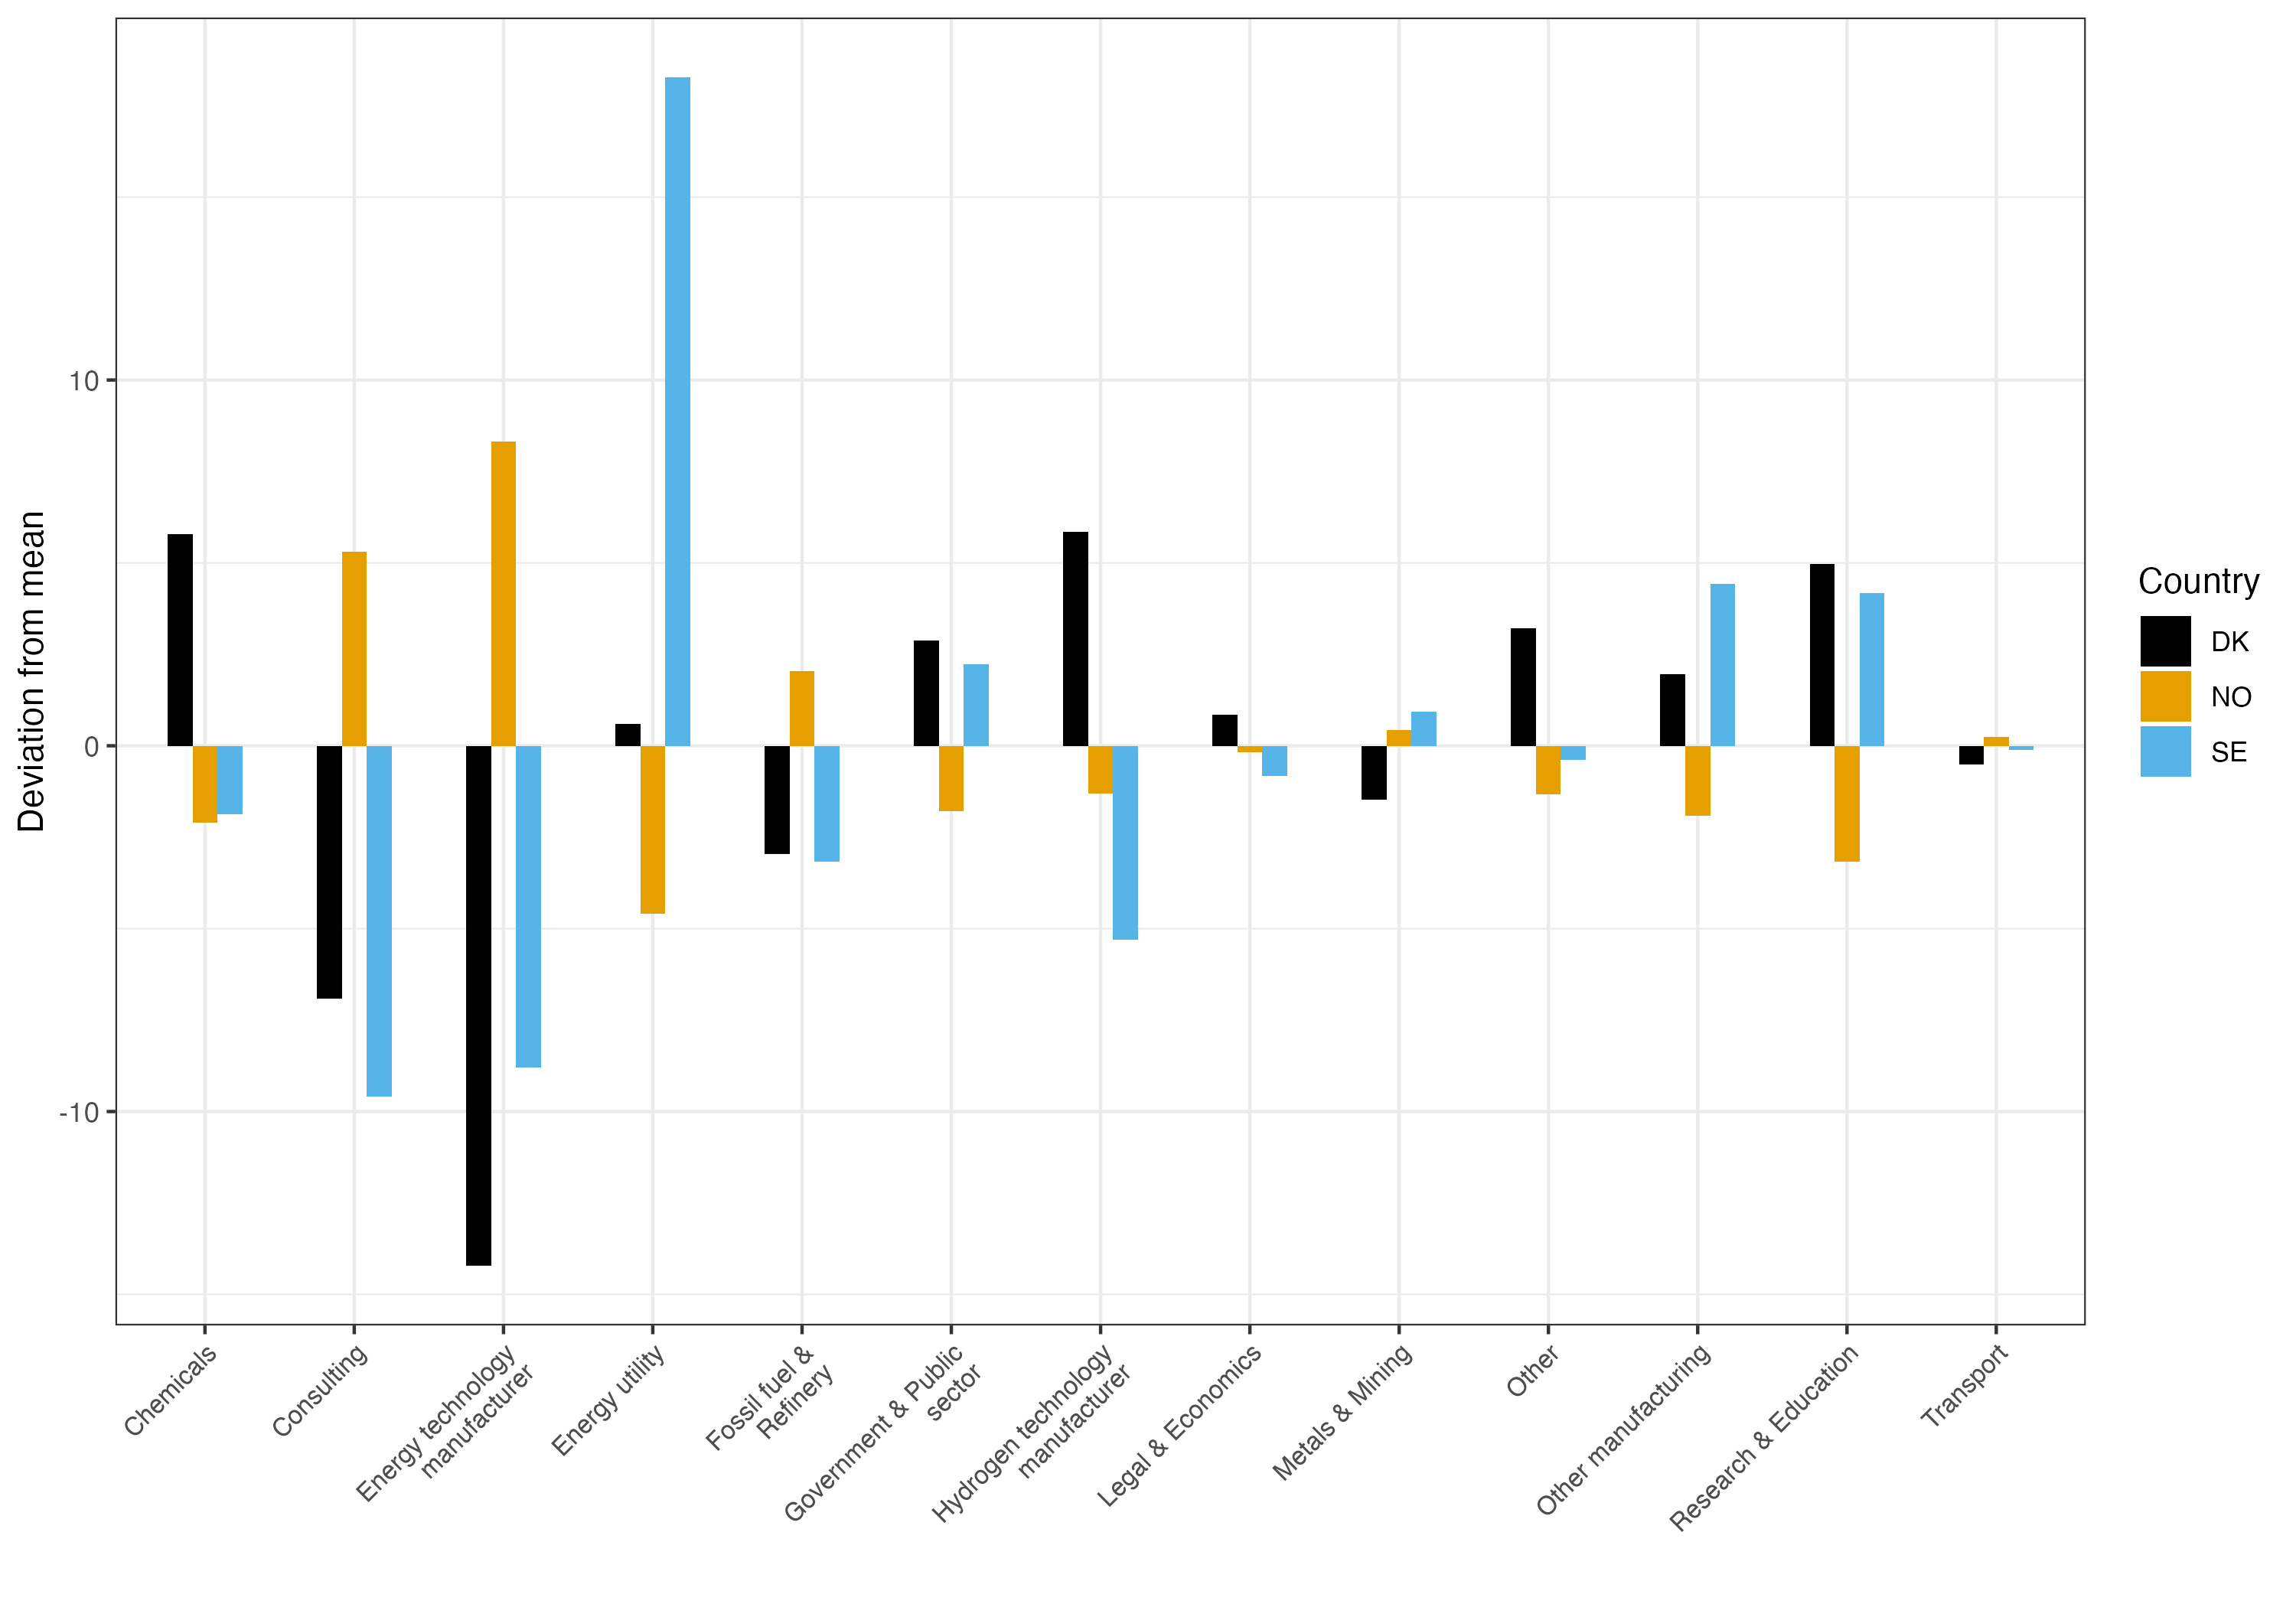 Deviation from mean
10
0
-10
Chemicals
Consulting
Energy technology
manufacturer
Energy utility
Fossil fuel &
Refinery
Government & Public
sector
Hydrogen technology
manufacturer
Legal & Economics
Metals & Mining
Other
Other manufacturing
Research & Education
Transport
Country
DK
NO
SE